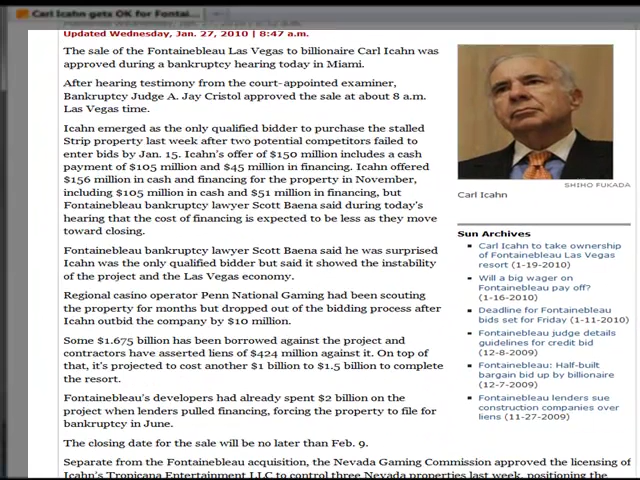 Carl Icahn gets OK for Fontai...
Updated Wednesday, Jan. 27, 2010 | 8:47 a.m.
The sale of the Fontainebleau Las Vegas to billionaire Carl Icahn was
approved during a bankruptcy hearing today in Miami.
After hearing testimony from the court-appointed examiner,
Bankruptcy Judge A. Jay Cristol approved the sale at about 8 a.m.
Las Vegas time.
Icahn emerged as the only qualified bidder to purchase the stalled
Strip property last week after two potential competitors failed to
enter bids by Jan. 15. Icahn's offer of $150 million includes a cash
payment of $105 million and $45 million in financing. Icahn offered
$156 million in cash and financing for the property in November,
including $105 million in cash and $51 million in financing, but
Fontainebleau bankruptcy lawyer Scott Baena said during today's
hearing that the cost of financing is expected to be less as they move
toward closing.
Fontainebleau bankruptcy lawyer Scott Baena said he was surprised
Icahn was the only qualified bidder but said it showed the instability
of the project and the Las Vegas economy.
Regional casino operator Penn National Gaming had been scouting
the property for months but dropped out of the bidding process after
Icahn outbid the company by $10 million.
Some $1.675 billion has been borrowed against the project and
contractors have asserted liens of $424 million against it. On top of
that, it's projected to cost another $1 billion to $1.5 billion to complete
the resort.
Fontainebleau's developers had already spent $2 billion on the
project when lenders pulled financing, forcing the property to file for
bankruptcy in June.
The closing date for the sale will be no later than Feb. 9.
Separate from the Fontainebleau acquisition, the Nevada Gaming Commission approved the licensing of
Icahn's Tropicana Entertainment LLC to control three Nevada properties last week, positioning the
SHIHO FUKADA
Carl Icahn
Sun Archives
Carl Icahn to take ownership
of Fontainebleau Las Vegas
resort (1-19-2010)
Will a big wager on
Fontainebleau pay off?
(1-16-2010)
Deadline for Fontainebleau
bids set for Friday (1-11-2010)
Fontainebleau judge details
guidelines for credit bid
(12-8-2009)
Fontainebleau: Half-built
bargain bid up by billionaire
(12-7-2009)
Fontainebleau lenders sue
construction companies over
liens (11-27-2009)